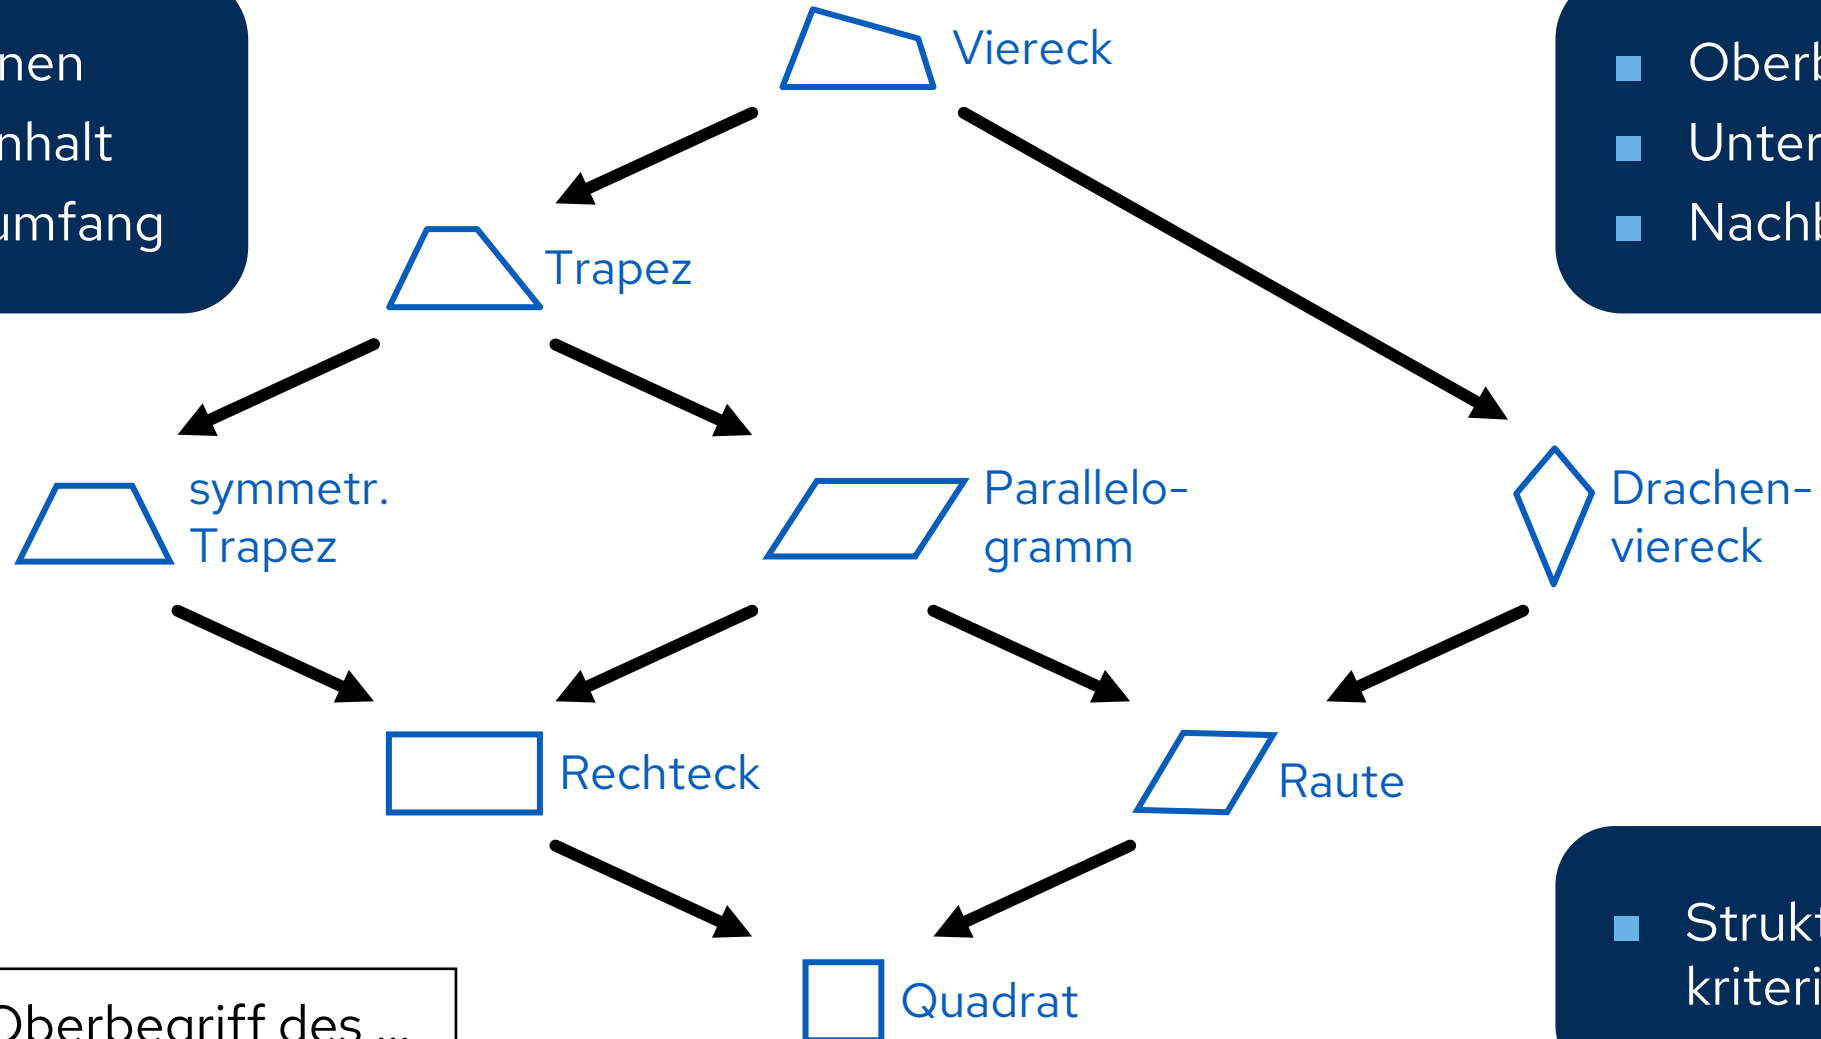 nen
nhalt
umfang
Viereck
Trapez
symmetr.
Trapez
Parallelo-
gramm
Drachen-
viereck
Rechteck
Raute
Quadrat
Oberb
Unter
Nachb
Strukt
kriteri
Oberbegriff des ...